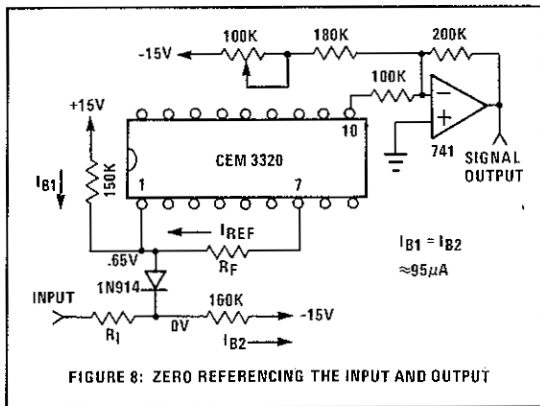 -15V
100K
180K
200K
100K
+15V
10
CEM 3320
741
SIGNAL
OUTPUT
IB1
150K
1
7
IREF
.65V
RF
IB1 = IB2
≈95μA
1N914
INPUT
160K
-15V
RI
0V
IB2
FIGURE 8: ZERO REFERENCING THE INPUT AND OUTPUT